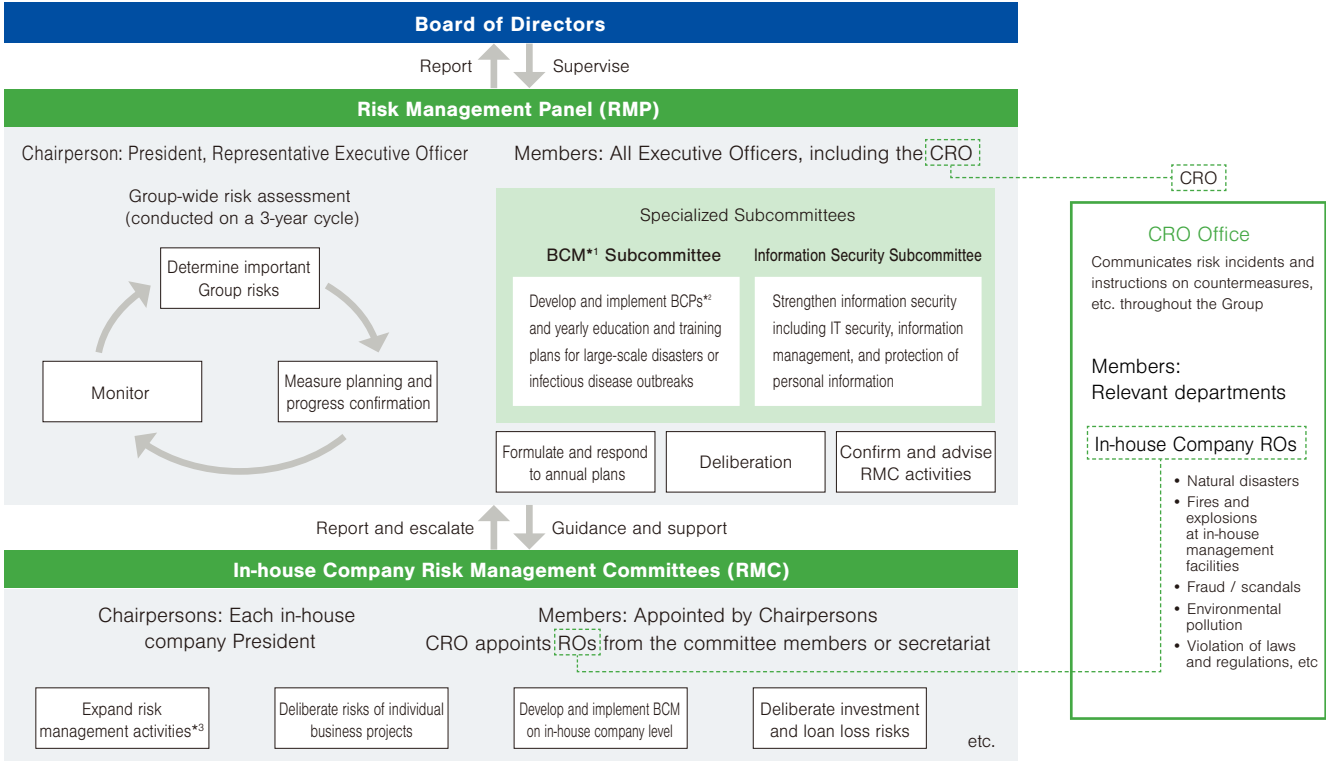 Board of Directors
Report
Supervise
Risk Management Panel (RMP)
Chairperson: President, Representative Executive Officer
Members: All Executive Officers, including the CRO
Group-wide risk assessment
(conducted on a 3-year cycle)
Determine important
Group risks
Measure planning and
progress confirmation
Monitor
Specialized Subcommittees
BCM*1 Subcommittee
Develop and implement BCPs*2
and yearly education and training
plans for large-scale disasters or
infectious disease outbreaks
Information Security Subcommittee
Strengthen information security
including IT security, information
management, and protection of
personal information
Formulate and respond
to annual plans
Deliberation
Confirm and advise
RMC activities
Report and escalate
Guidance and support
In-house Company Risk Management Committees (RMC)
Chairpersons: Each in-house
company President
Members: Appointed by Chairpersons
CRO appoints ROs from the committee members or secretariat
Expand risk
management activities*3
Deliberate risks of individual
business projects
Develop and implement BCM
on in-house company level
Deliberate investment
and loan loss risks
etc.
CRO
CRO Office
Communicates risk incidents and
instructions on countermeasures,
etc. throughout the Group
Members:
Relevant departments
In-house Company ROs
• Natural disasters
• Fires and
explosions
at in-house
management
facilities
• Fraud / scandals
• Environmental
pollution
• Violation of laws
and regulations, etc